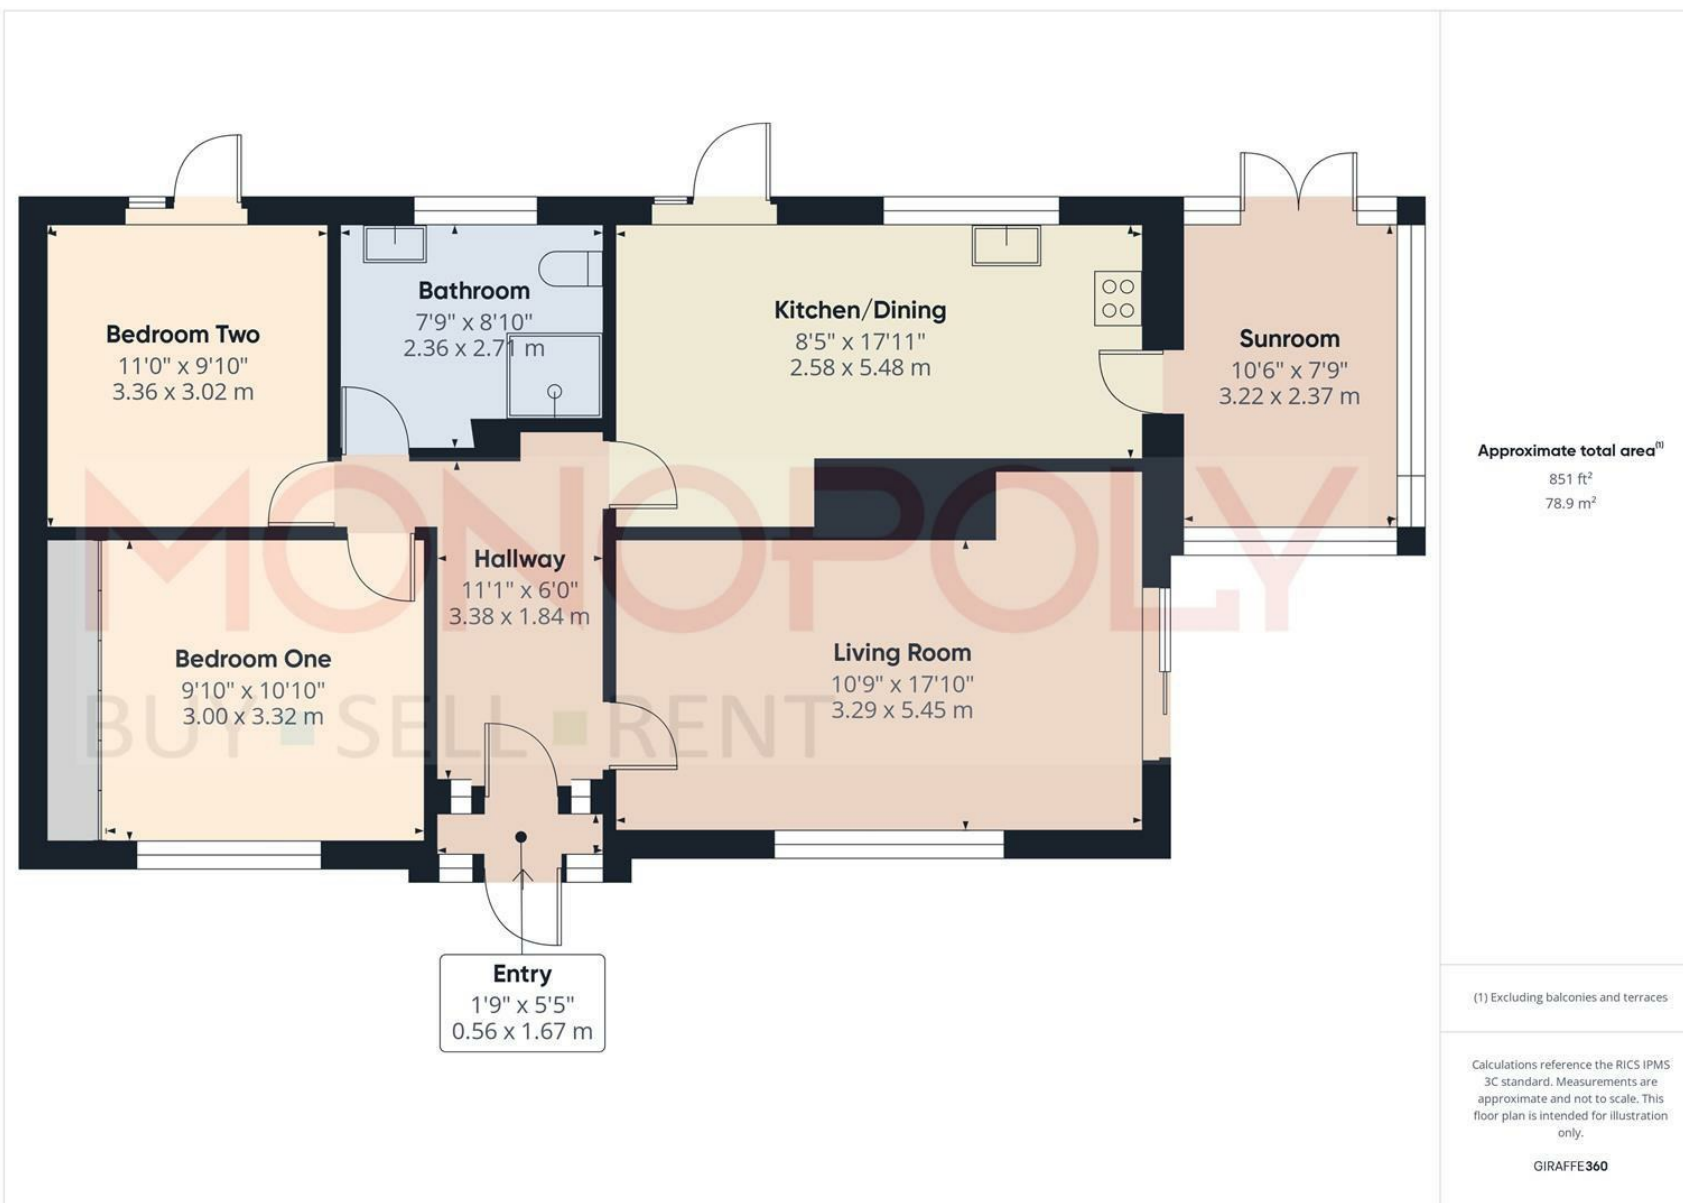 Bedroom Two
11'0" x 9'10"
3.36 x 3.02 m
Bathroom
7'9" x 8'10"
2.36 x 2.71 m
Kitchen/Dining
8'5" x 17'11"
2.58 x 5.48 m
Sunroom
10'6" x 7'9"
3.22 x 2.37 m
MONOPOLY
BUY SELL RENT
Hallway
11'1" x 6'0"
3.38 x 1.84 m
Bedroom One
9'10" x 10'10"
3.00 x 3.32 m
Living Room
10'9" x 17'10"
3.29 x 5.45 m
Entry
1'9" x 5'5"
0.56 x 1.67 m
Approximate total area(1)
851 ft²
78.9 m²
(1) Excluding balconies and terraces
Calculations reference the RICS IPMS
3C standard. Measurements are
approximate and not to scale. This
floor plan is intended for illustration
only.
GIRAFFE360